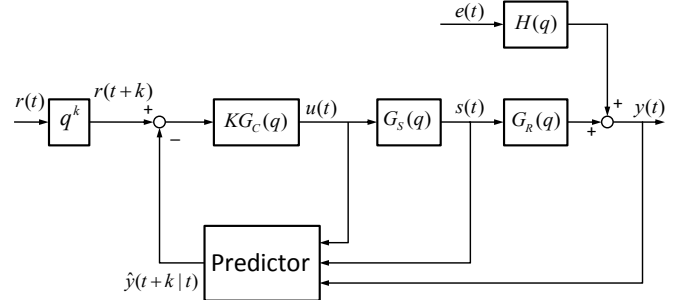 e(t)
H(q)
r(t)
r(t+k)
q^k
+
−
KG_C(q)
u(t)
G_S(q)
s(t)
G_R(q)
+
+
y(t)
Predictor
ŷ(t+k|t)